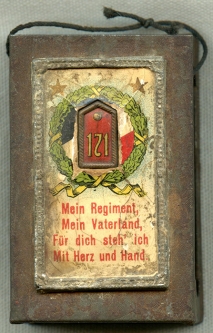 121
Mein Regiment,
Mein Vaterland,
Für dich steh' ich
Mit Herz und Hand.